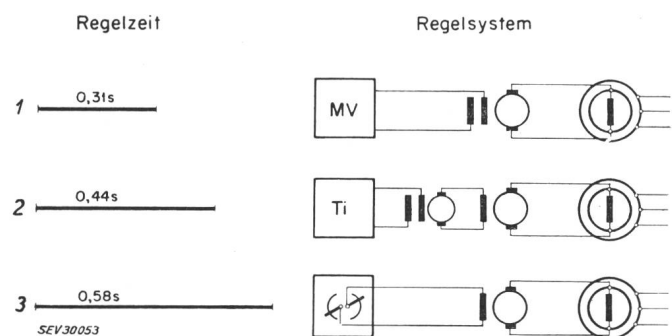 Regelzeit Regelsystem
1 0,31s MV
2 0,44s Ti
3 0,58s
SEV30053